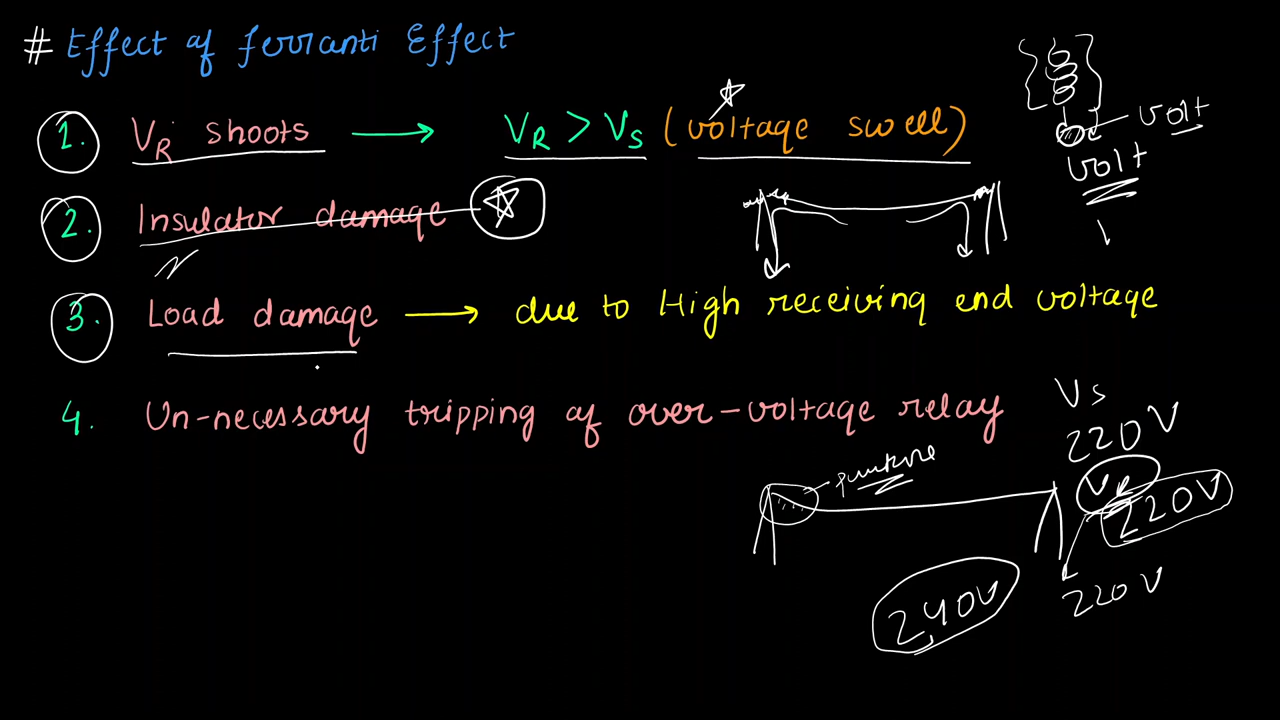 # Effect of ferranti Effect
volt
1. VR shoots → VR > Vs (voltage swell)
volt
2. Insulator damage
3. Load damage → due to High receiving end voltage
Vs
4. Un-necessary tripping of over-voltage relay
220V
puncture
VR
220V
240V
220V